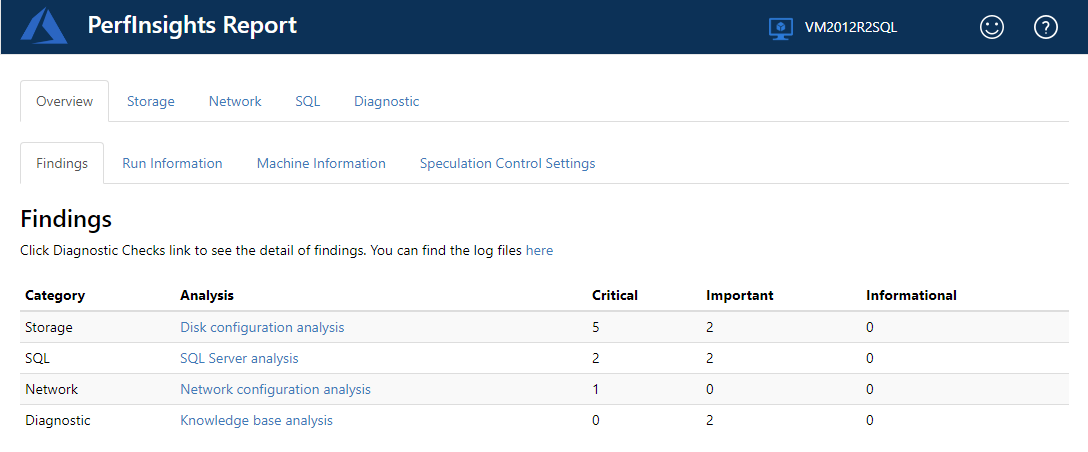 PerfInsights Report VM2012R2SQL
Overview Storage Network SQL Diagnostic
Findings Run Information Machine Information Speculation Control Settings
Findings
Click Diagnostic Checks link to see the detail of findings. You can find the log files here
Category Analysis Critical Important Informational
Storage Disk configuration analysis 5 2 0
SQL SQL Server analysis 2 2 0
Network Network configuration analysis 1 0 0
Diagnostic Knowledge base analysis 0 2 0